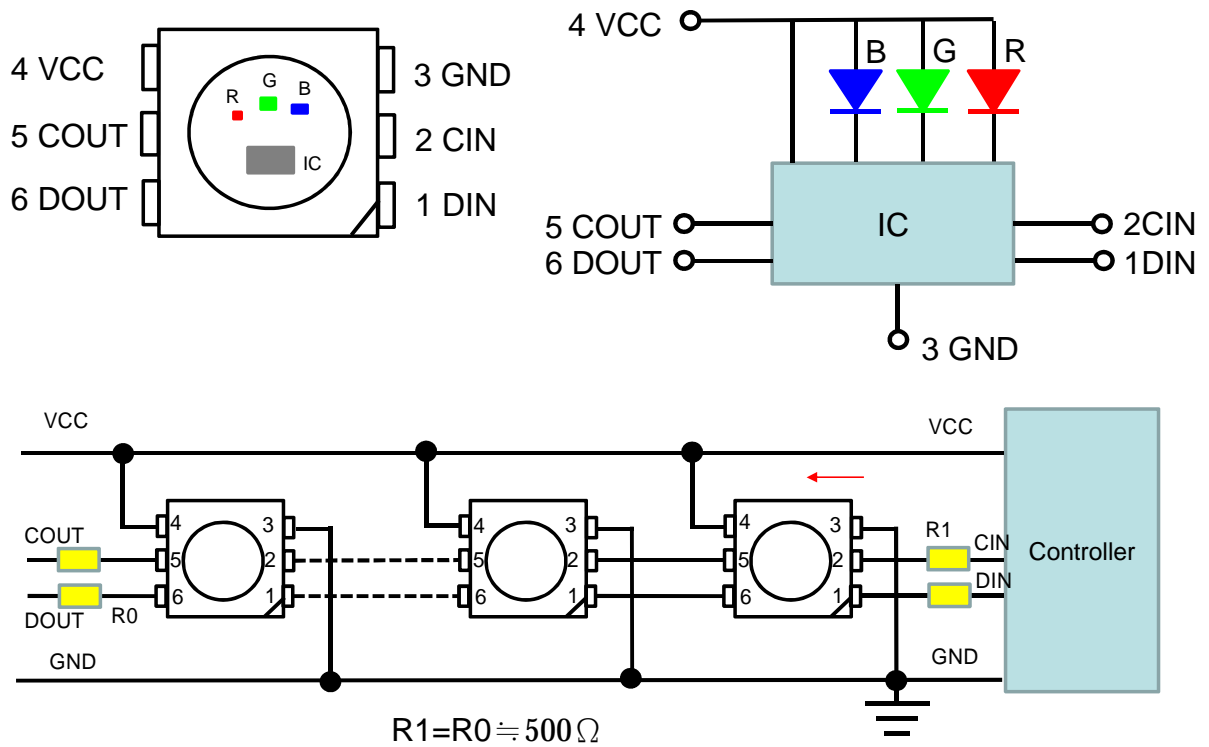 4 VCC
5 COUT
6 DOUT
R
G
B
IC
3 GND
2 CIN
1 DIN
4 VCC
B
G
R
IC
5 COUT
6 DOUT
2CIN
1DIN
3 GND
VCC
VCC
COUT
DOUT
R0
4
5
6
3
2
1
4
5
6
3
2
1
4
5
6
3
2
1
R1
CIN
DIN
Controller
GND
GND
R1=R0≒500Ω